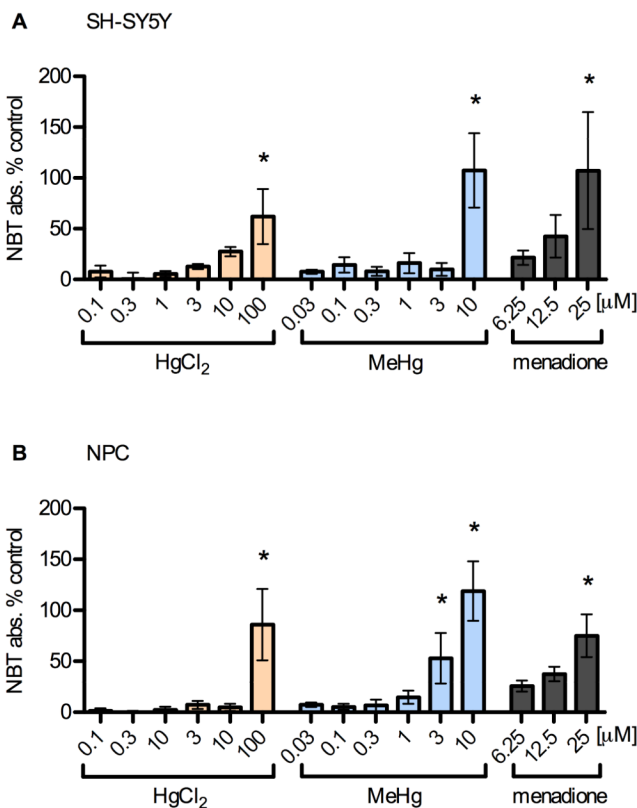 A SH-SY5Y
NBT abs. % control
200
150
100
50
0
* * *
0.1 0.3 1 3 10 100 0.03 0.1 0.3 1 3 10 6.25 12.5 25 [μM]
HgCl₂ MeHg menadione
B NPC
NBT abs. % control
200
150
100
50
0
* * * *
0.1 0.3 10 3 10 100 0.03 0.1 0.3 1 3 10 6.25 12.5 25 [μM]
HgCl₂ MeHg menadione